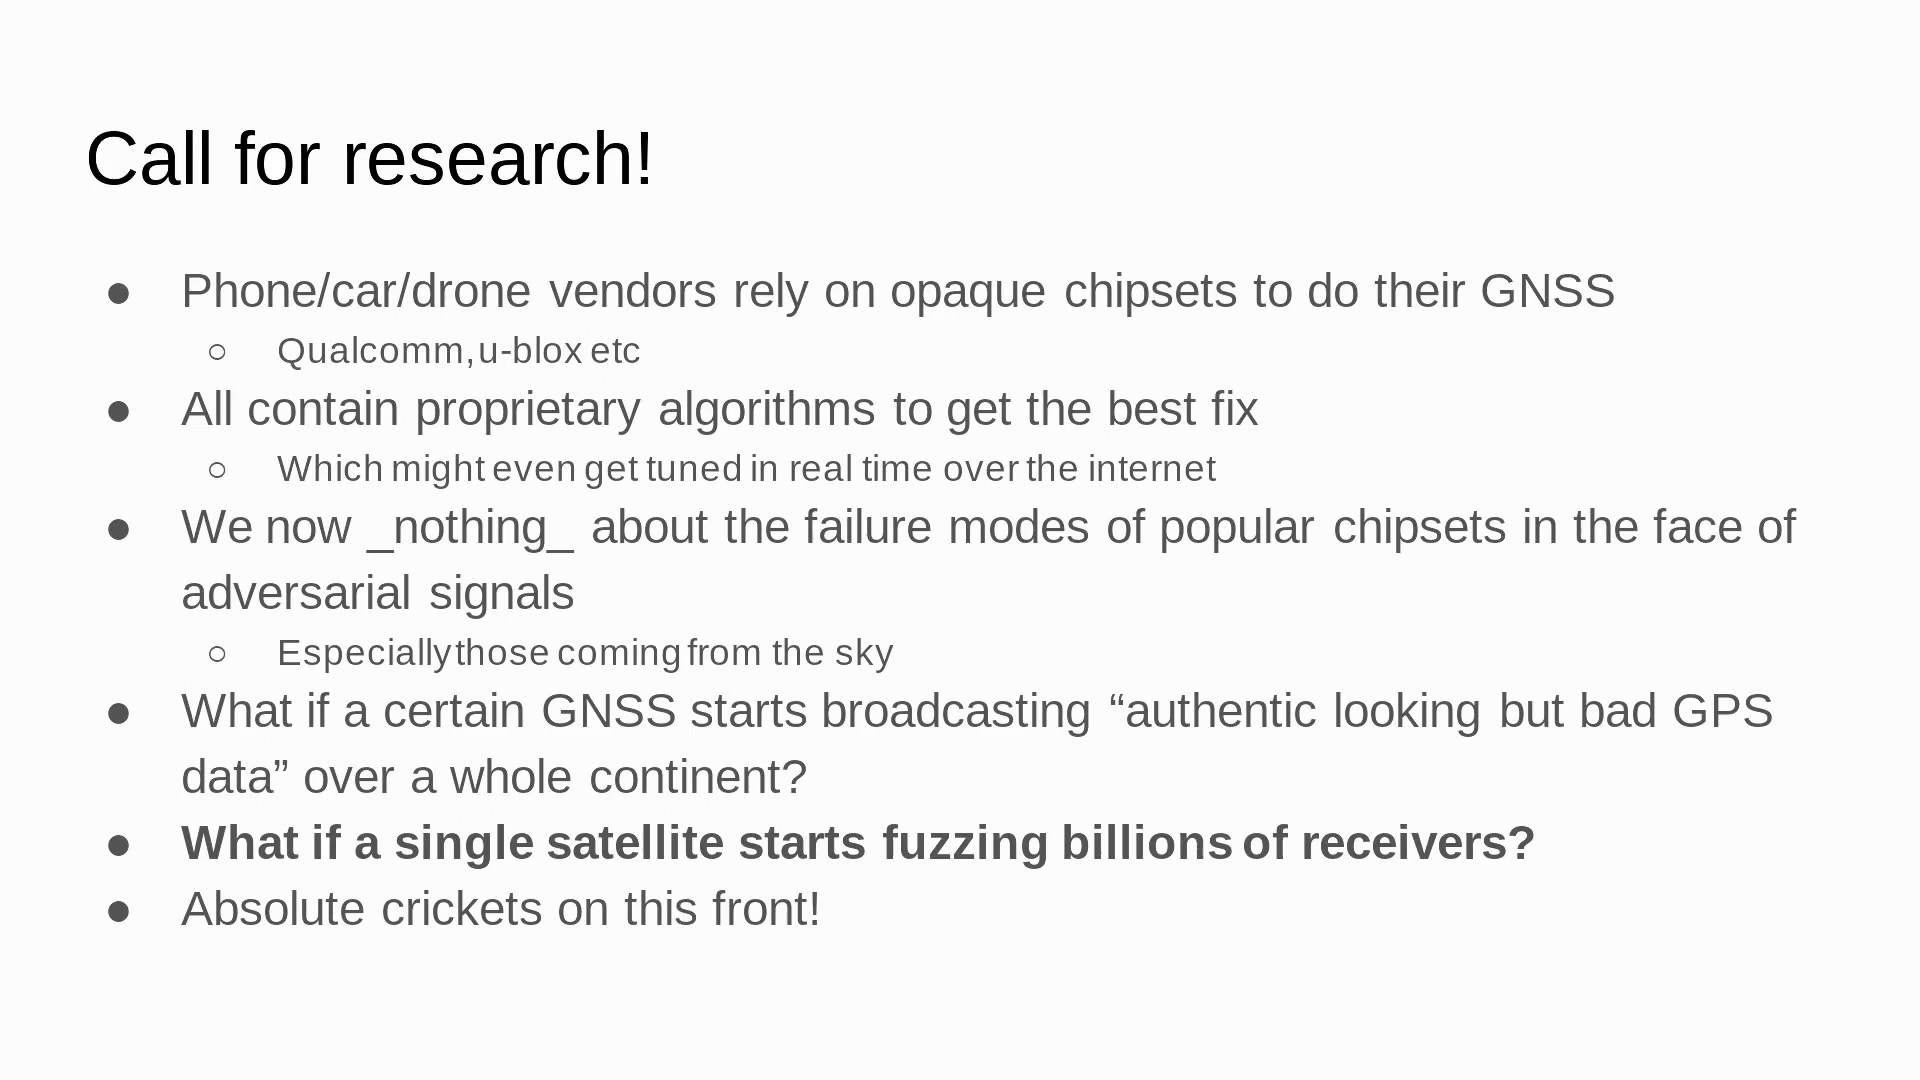 Call for research!
● Phone/car/drone vendors rely on opaque chipsets to do their GNSS
○ Qualcomm, u-blox etc
● All contain proprietary algorithms to get the best fix
○ Which might even get tuned in real time over the internet
● We now _nothing_ about the failure modes of popular chipsets in the face of
adversarial signals
○ Especially those coming from the sky
● What if a certain GNSS starts broadcasting “authentic looking but bad GPS
data” over a whole continent?
● What if a single satellite starts fuzzing billions of receivers?
● Absolute crickets on this front!